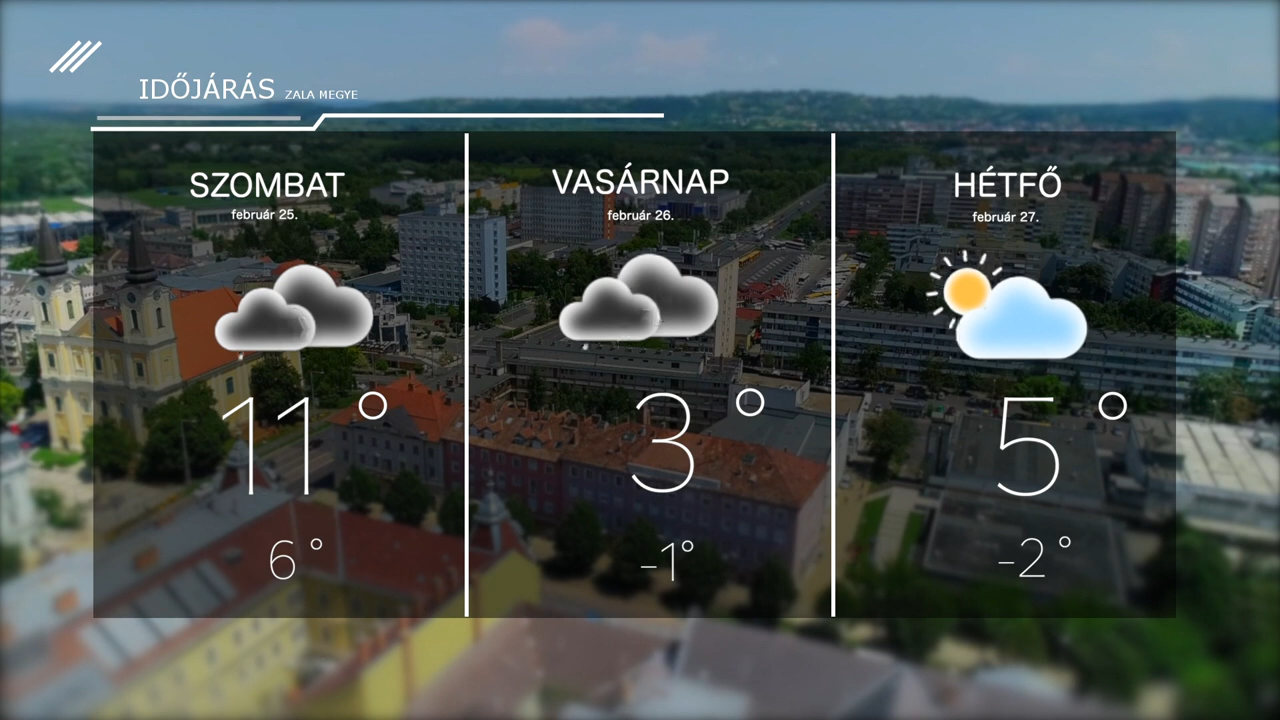 IDŐJÁRÁS ZALA MEGYE
SZOMBAT
február 25.
11°
6°
VASÁRNAP
február 26.
3°
-1°
HÉTFŐ
február 27.
5°
-2°